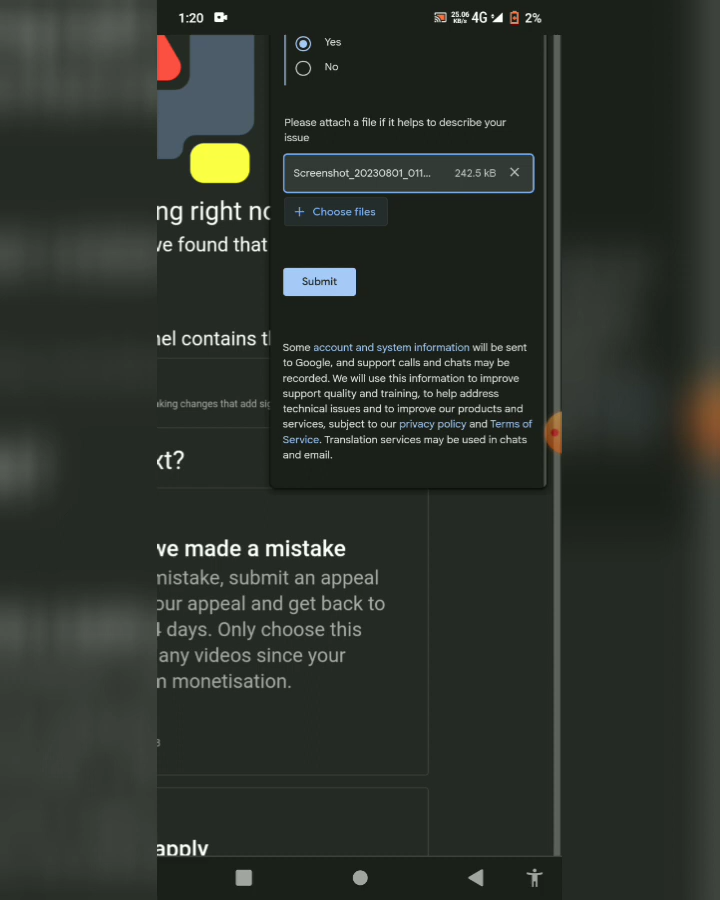 1:20
25.06 KB/s 4G 2%
Yes
No
Please attach a file if it helps to describe your
issue
Screenshot_20230801_011... 242.5 kB
+ Choose files
Submit
Some account and system information will be sent
to Google, and support calls and chats may be
recorded. We will use this information to improve
support quality and training, to help address
technical issues and to improve our products and
services, subject to our privacy policy and Terms of
Service. Translation services may be used in chats
and email.
ng right no
ve found that
nel contains t
aking changes that add sig
xt?
we made a mistake
mistake, submit an appeal
our appeal and get back to
4 days. Only choose this
any videos since your
m monetisation.
apply